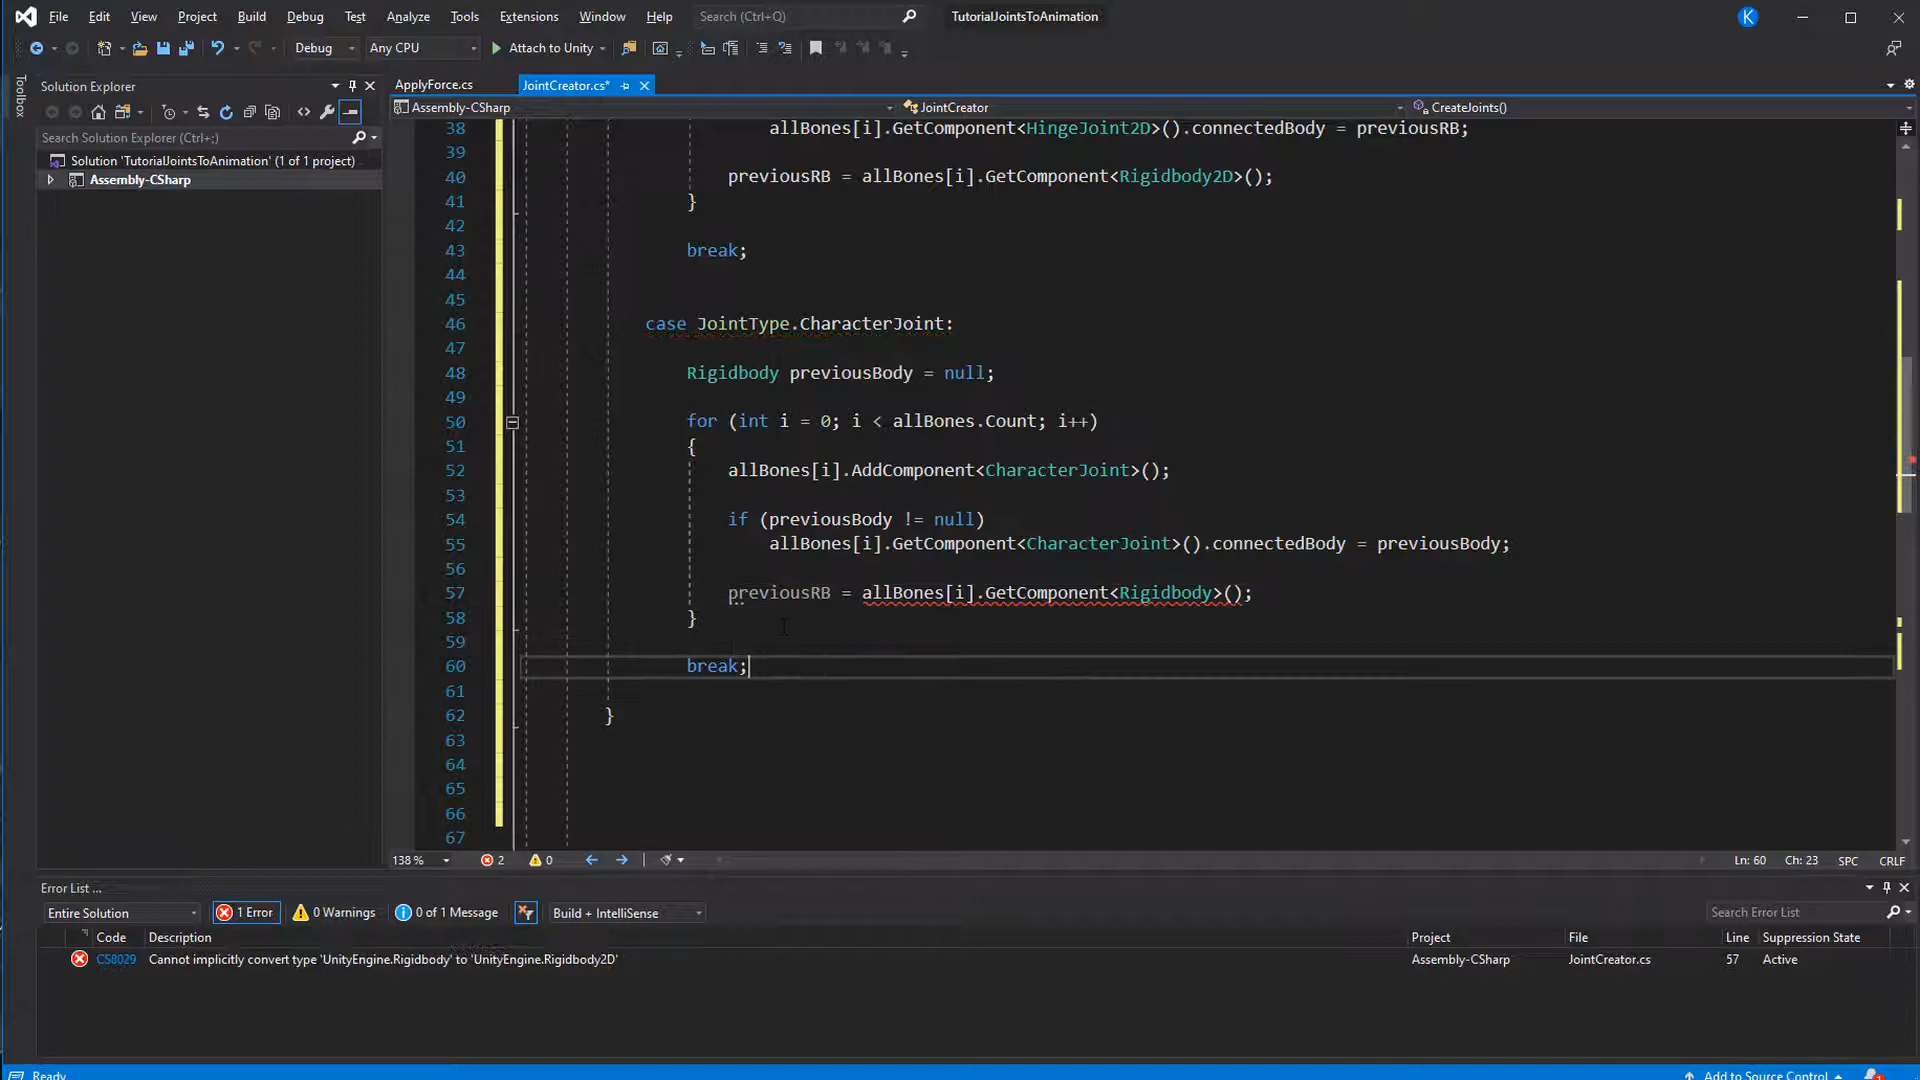 File Edit View Project Build Debug Test Analyze Tools Extensions Window Help Search (Ctrl+Q) TutorialJointsToAnimation K
Debug Any CPU Attach to Unity
Toolbox
Solution Explorer
ApplyForce.cs JointCreator.cs*
Assembly-CSharp JointCreator CreateJoints()
Search Solution Explorer (Ctrl+;)
Solution 'TutorialJointsToAnimation' (1 of 1 project)
Assembly-CSharp
38 allBones[i].GetComponent<HingeJoint2D>().connectedBody = previousRB;
39
40 previousRB = allBones[i].GetComponent<Rigidbody2D>();
41 }
42
43 break;
44
45
46 case JointType.CharacterJoint:
47
48 Rigidbody previousBody = null;
49
50 for (int i = 0; i < allBones.Count; i++)
51 {
52 allBones[i].AddComponent<CharacterJoint>();
53
54 if (previousBody != null)
55 allBones[i].GetComponent<CharacterJoint>().connectedBody = previousBody;
56
57 previousRB = allBones[i].GetComponent<Rigidbody>();
58 }
59
60 break;
61
62 }
63
64
65
66
67
138 % 2 0 Ln: 60 Ch: 23 SPC CRLF
Error List ...
Entire Solution 1 Error 0 Warnings 0 of 1 Message Build + IntelliSense Search Error List
Code Description Project File Line Suppression State
CS0029 Cannot implicitly convert type 'UnityEngine.Rigidbody' to 'UnityEngine.Rigidbody2D' Assembly-CSharp JointCreator.cs 57 Active
Ready Add to Source Control